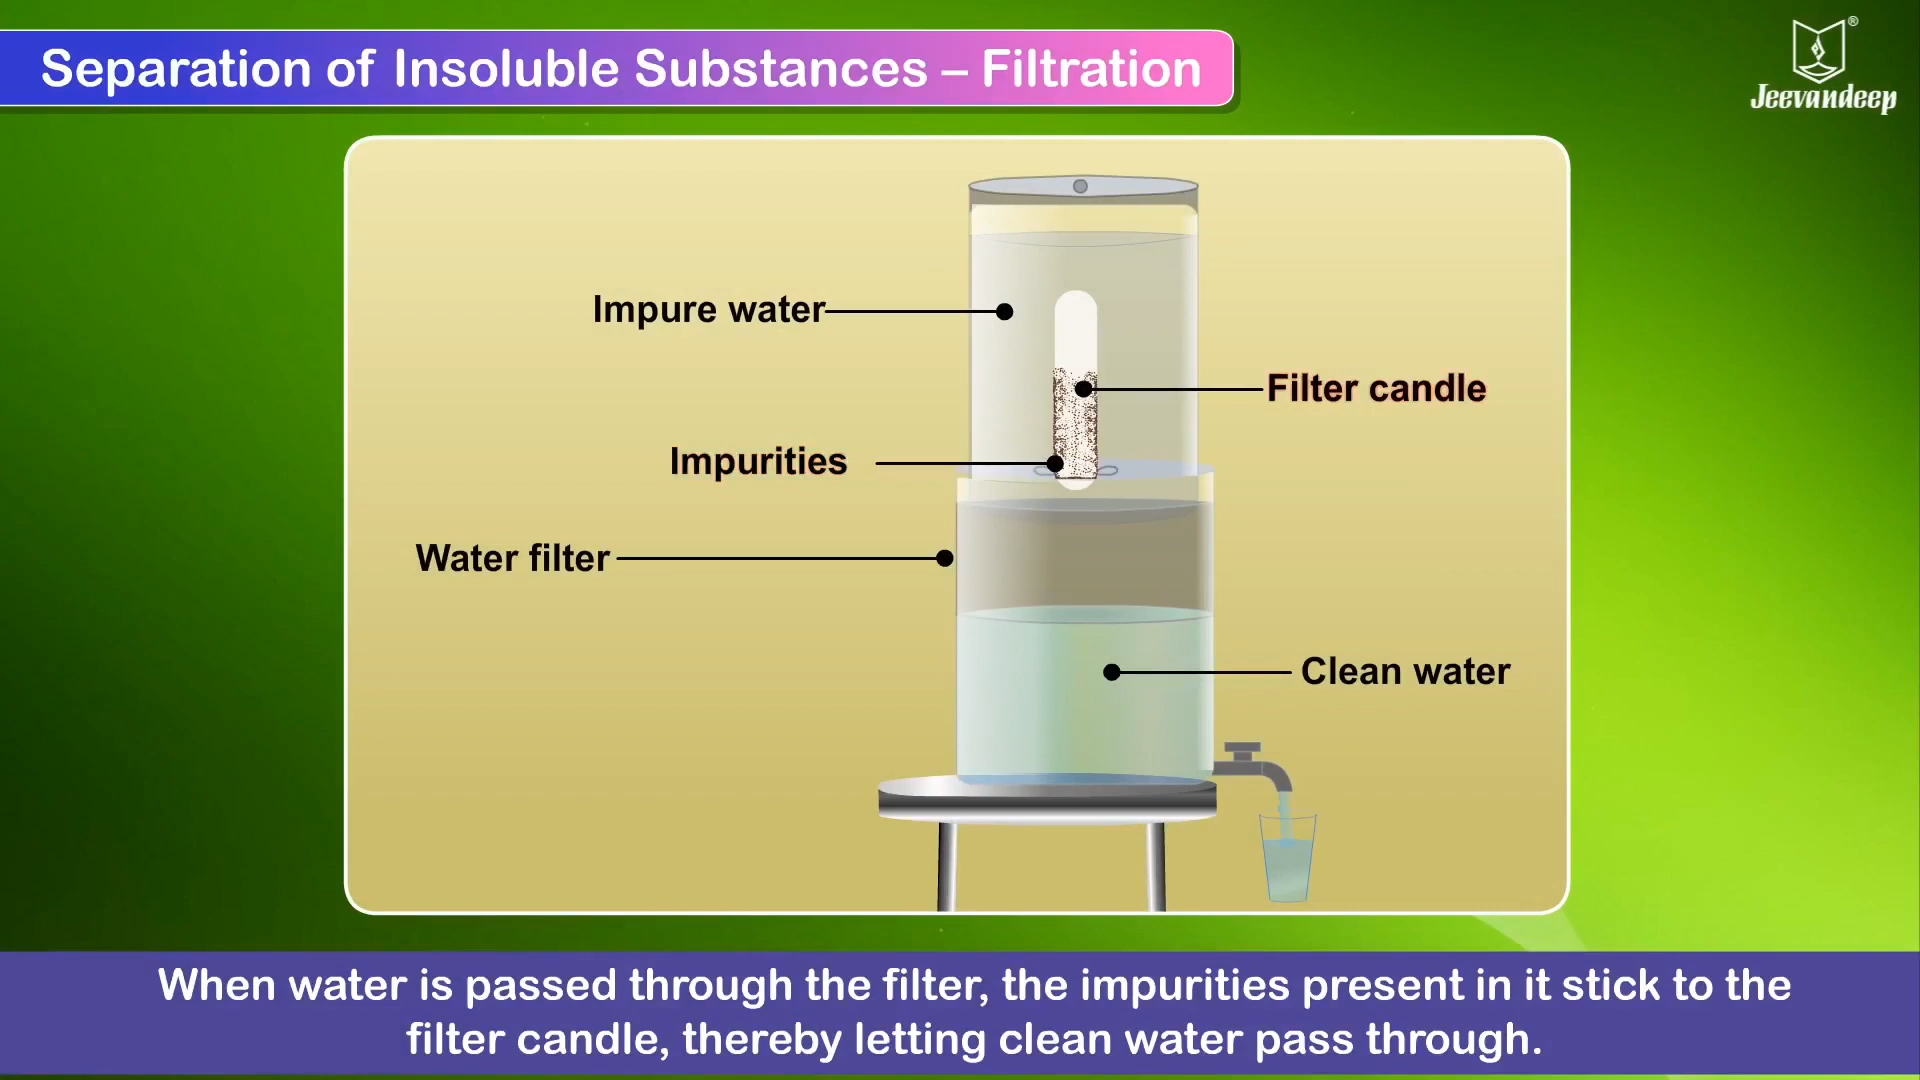 Separation of Insoluble Substances – Filtration
®
Jeevandeep
Impure water
Filter candle
Impurities
Water filter
Clean water
When water is passed through the filter, the impurities present in it stick to the
filter candle, thereby letting clean water pass through.